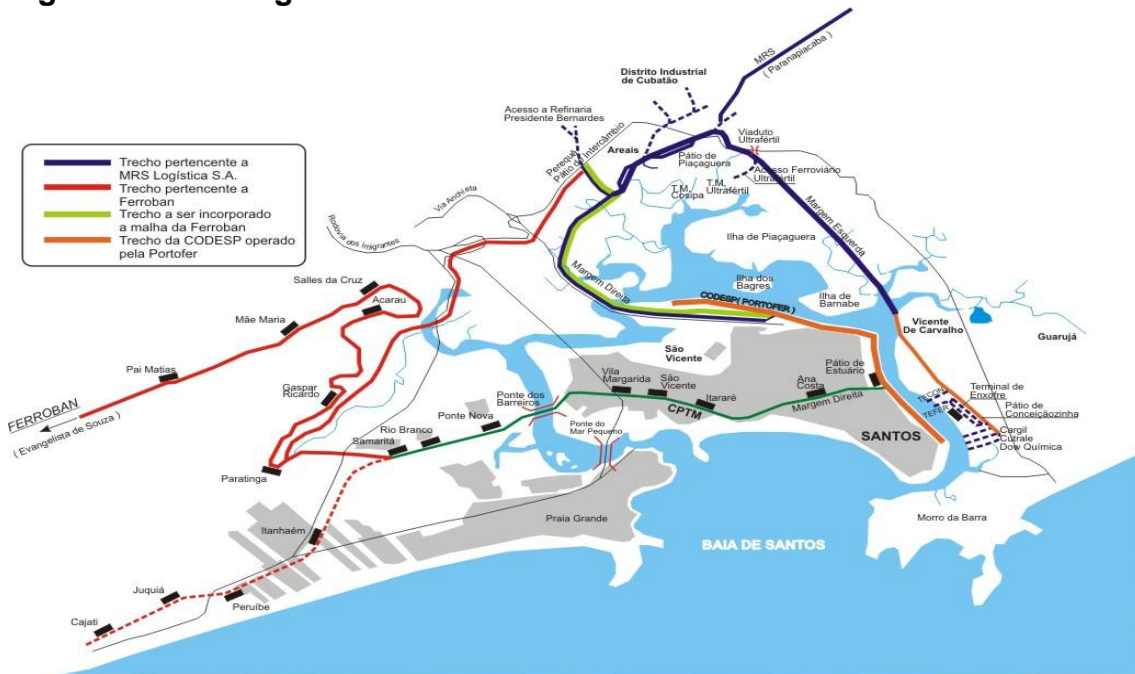 MRS
( Paranapiacaba )
Distrito Industrial
de Cubatão
Acesso a Refinaria
Presidente Bernardes
Perequê
Pátio de Intercâmbio
Areais
Viaduto
Ultrafértil
Pátio de
Piaçaguera
Acesso Ferroviário
Ultrafértil
T.M.
Cosipa
T.M.
Ultrafértil
Trecho pertencente a
MRS Logística S.A.
Trecho pertencente a
Ferroban
Trecho a ser incorporado
a malha da Ferroban
Trecho da CODESP operado
pela Portofer
Via Anchieta
Rodovia dos Imigrantes
Margem Esquerda
Ilha de Piaçaguera
Margem Direita
Ilha dos
Bagres
CODESP( PORTOFER )
Ilha de
Barnabe
Salles da Cruz
Acarau
Mãe Maria
Pai Matias
Vicente
De Carvalho
Guarujá
São
Vicente
Pátio de
Estuário
Vila
Margarida
São
Vicente
Itararé
Ana
Costa
Margem Direita
CPTM
Gaspar
Ricardo
Ponte dos
Barreiros
Ponte Nova
Rio Branco
Samaritá
Ponte do
Mar Pequeno
TECON
TEFER
Terminal de
Enxofre
Pátio de
Conceiçãozinha
Cargil
Cutrale
Dow Química
SANTOS
FERROBAN
( Evangelista de Souza )
Paratinga
Itanhaém
Praia Grande
Morro da Barra
BAIA DE SANTOS
Juquiá
Peruíbe
Cajati